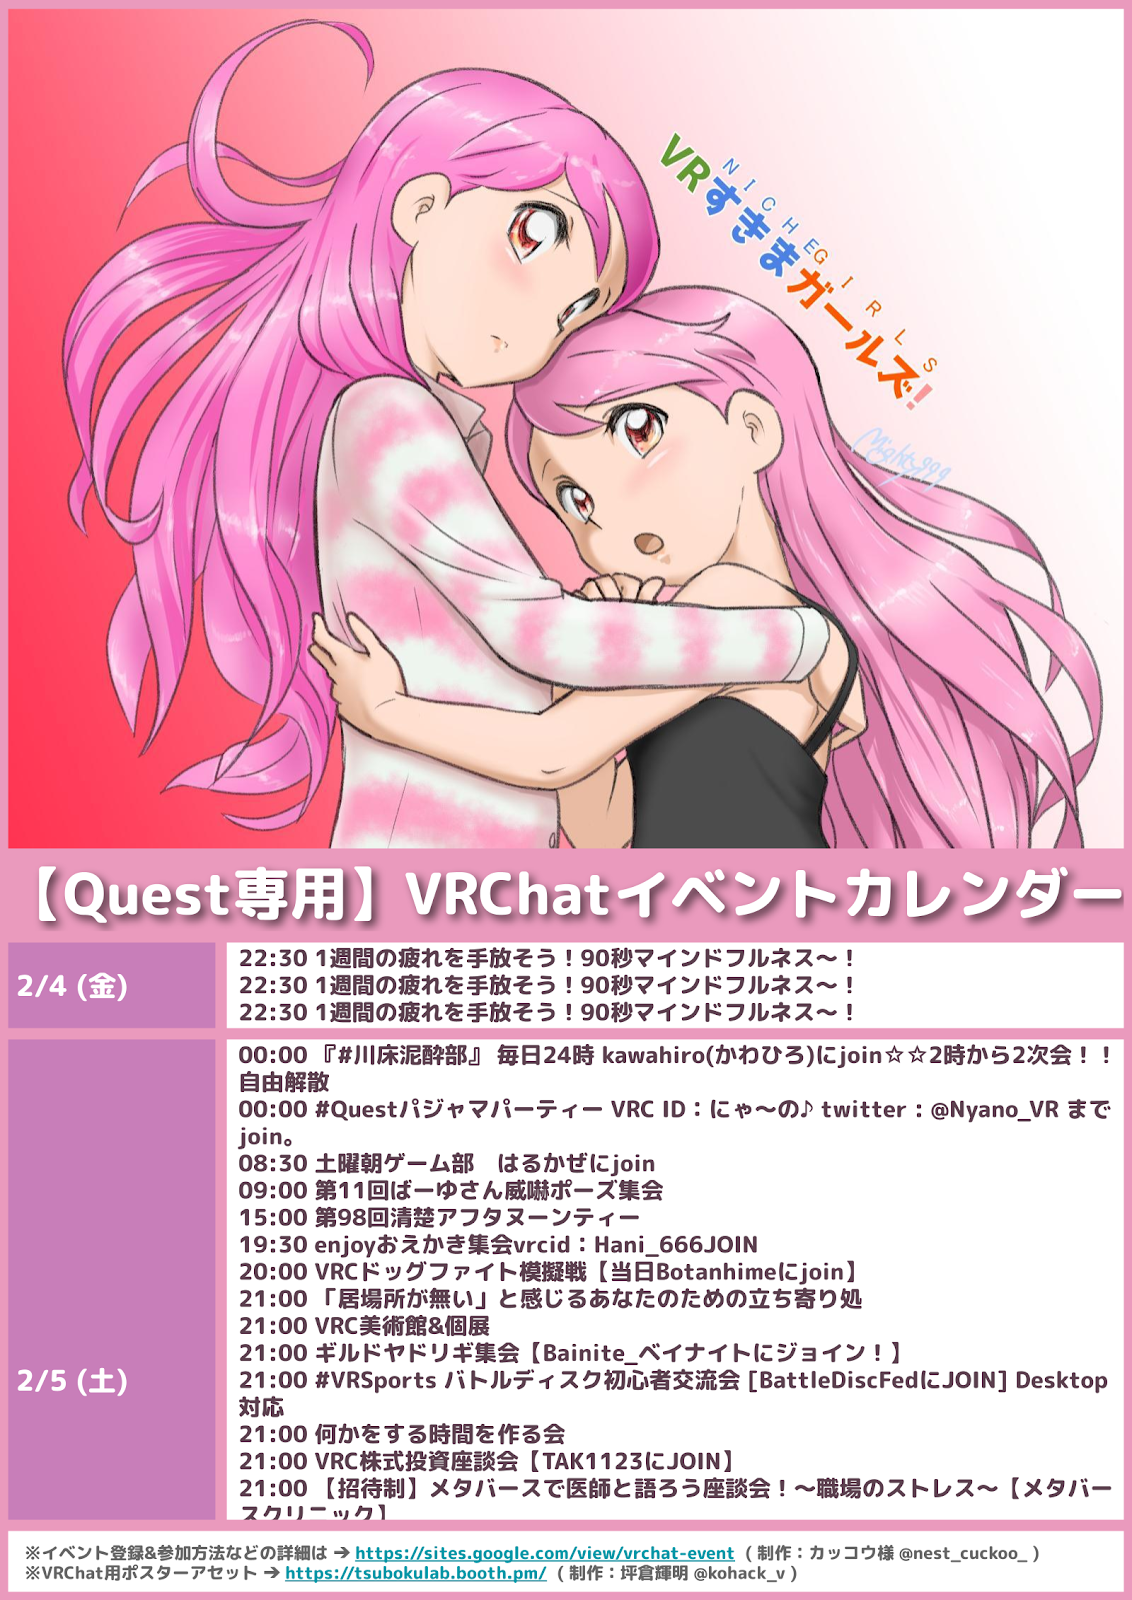 NICHE GIRLS
VRすきまガールズ!
Mighty999
【Quest専用】VRChatイベントカレンダー
2/4 (金)
22:30 1週間の疲れを手放そう！90秒マインドフルネス～！
22:30 1週間の疲れを手放そう！90秒マインドフルネス～！
22:30 1週間の疲れを手放そう！90秒マインドフルネス～！
2/5 (土)
00:00 『#川床泥酔部』 毎日24時 kawahiro(かわひろ)にjoin☆☆2時から2次会！！
自由解散
00:00 #Questパジャマパーティー VRC ID：にゃ～の♪ twitter : @Nyano_VR まで
join。
08:30 土曜朝ゲーム部　はるかぜにjoin
09:00 第11回ばーゆさん威嚇ポーズ集会
15:00 第98回清楚アフタヌーンティー
19:30 enjoyおえかき集会vrcid：Hani_666JOIN
20:00 VRCドッグファイト模擬戦【当日Botanhimeにjoin】
21:00 「居場所が無い」と感じるあなたのための立ち寄り処
21:00 VRC美術館&個展
21:00 ギルドヤドリギ集会【Bainite_ベイナイトにジョイン！】
21:00 #VRSports バトルディスク初心者交流会 [BattleDiscFedにJOIN] Desktop
対応
21:00 何かをする時間を作る会
21:00 VRC株式投資座談会【TAK1123にJOIN】
21:00 【招待制】メタバースで医師と語ろう座談会！～職場のストレス～【メタバー
スクリニック】
※イベント登録&参加方法などの詳細は → https://sites.google.com/view/vrchat-event ( 制作：カッコウ様 @nest_cuckoo_ )
※VRChat用ポスターアセット → https://tsubokulab.booth.pm/ ( 制作：坪倉輝明 @kohack_v )